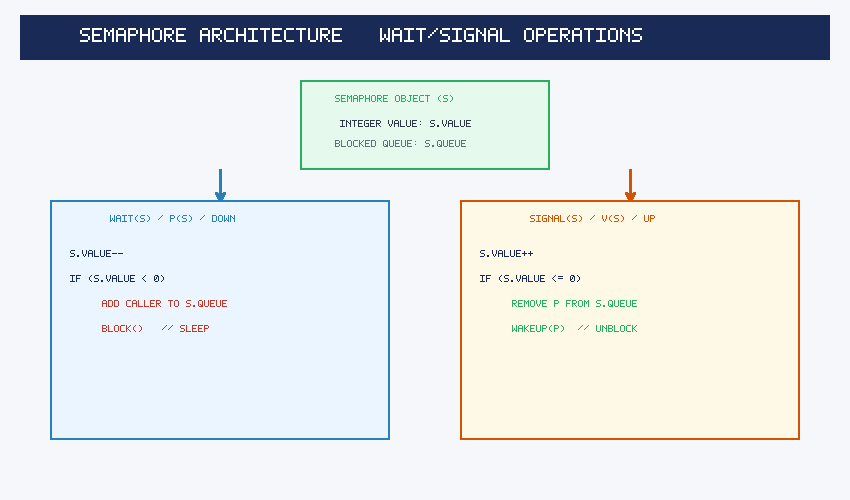 SEMAPHORE ARCHITECTURE   WAIT/SIGNAL OPERATIONS
SEMAPHORE OBJECT (S)
INTEGER VALUE: S.VALUE
BLOCKED QUEUE: S.QUEUE
WAIT(S) / P(S) / DOWN
S.VALUE--
IF (S.VALUE < 0)
ADD CALLER TO S.QUEUE
BLOCK()   // SLEEP
SIGNAL(S) / V(S) / UP
S.VALUE++
IF (S.VALUE <= 0)
REMOVE P FROM S.QUEUE
WAKEUP(P)  // UNBLOCK